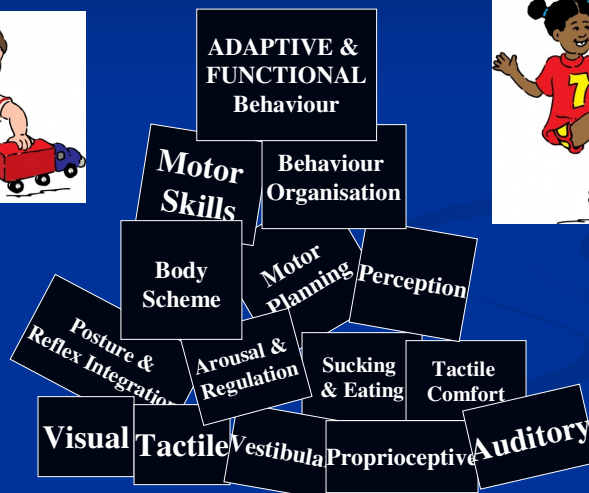 ADAPTIVE &
FUNCTIONAL
Behaviour
Motor
Skills
Behaviour
Organisation
Body
Scheme
Motor
Planning
Perception
Posture &
Reflex Integration
Arousal &
Regulation
Sucking
& Eating
Tactile
Comfort
Visual
Tactile
Vestibula
Proprioceptive
Auditory
7